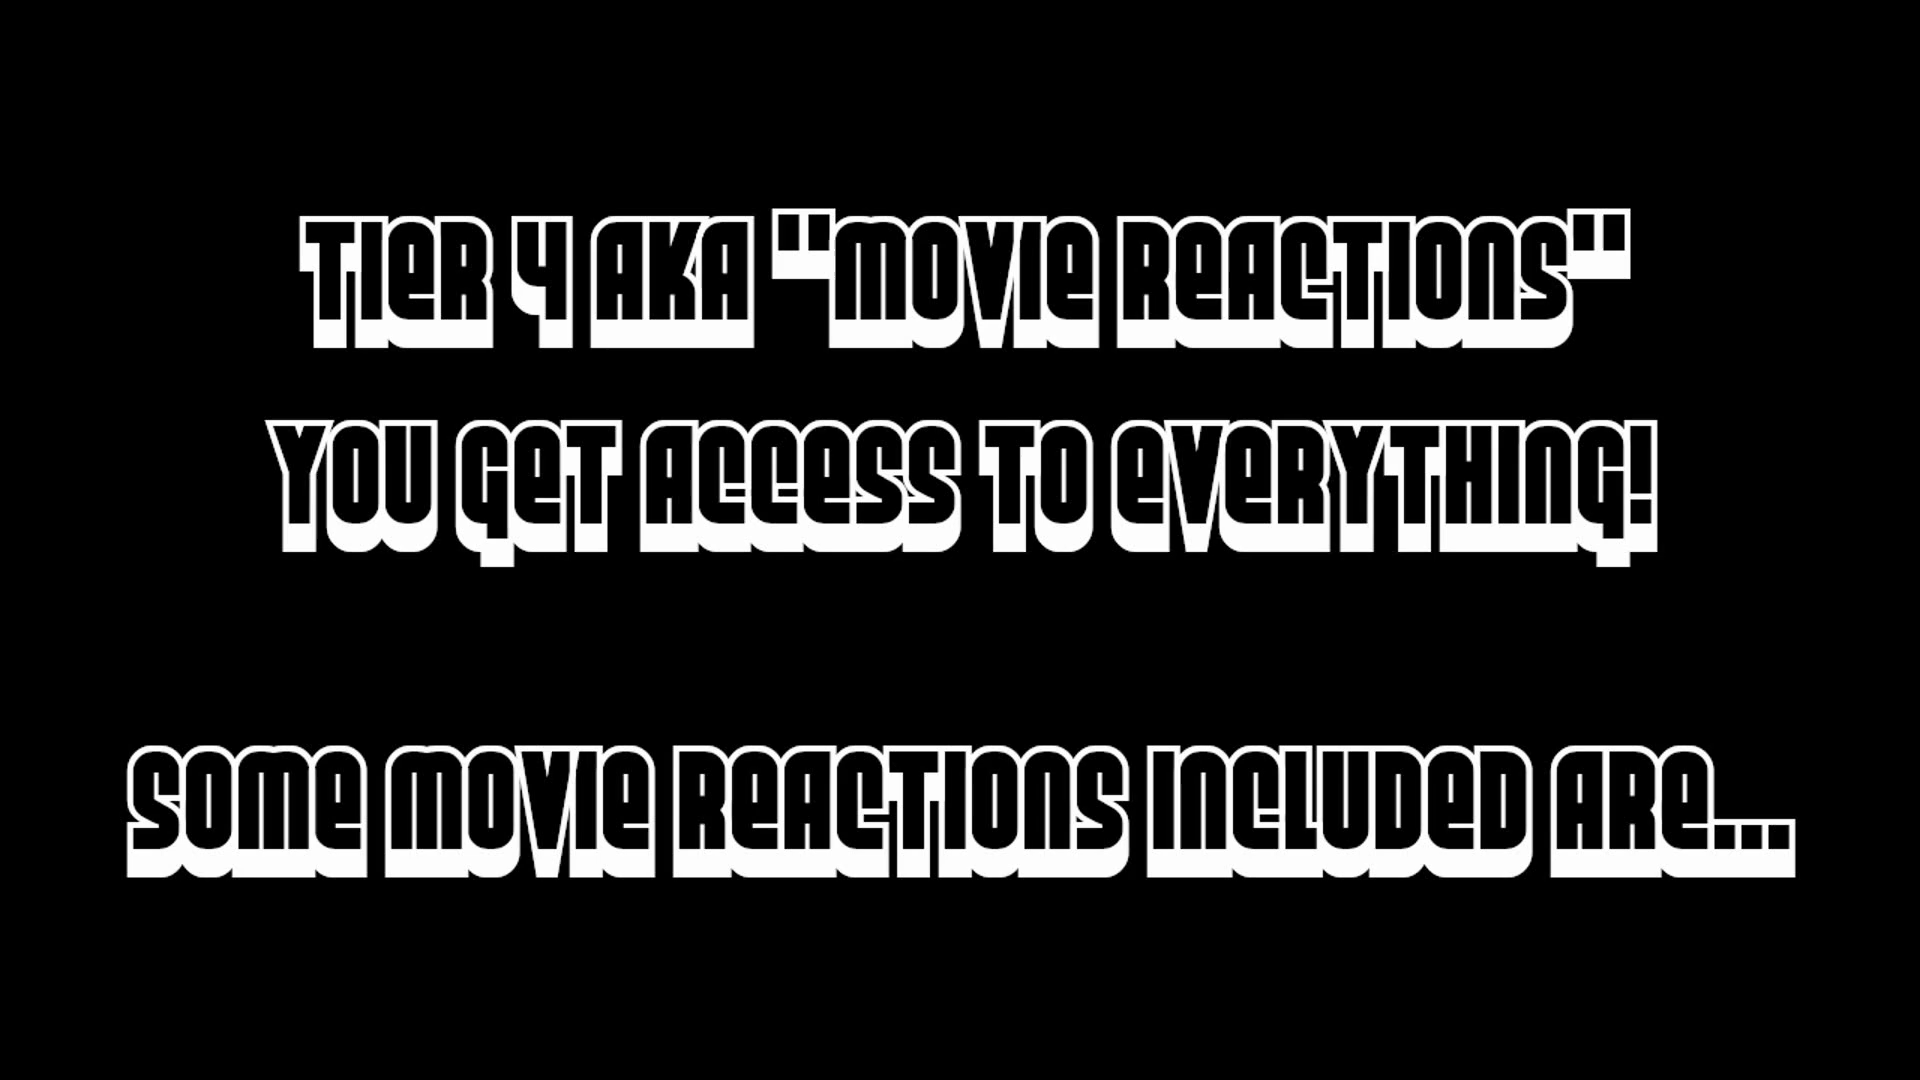 TIER 4 AKA "MOVIE REACTIONS"
YOU GET ACCESS TO EVERYTHING!
SOME MOVIE REACTIONS INCLUDED ARE...